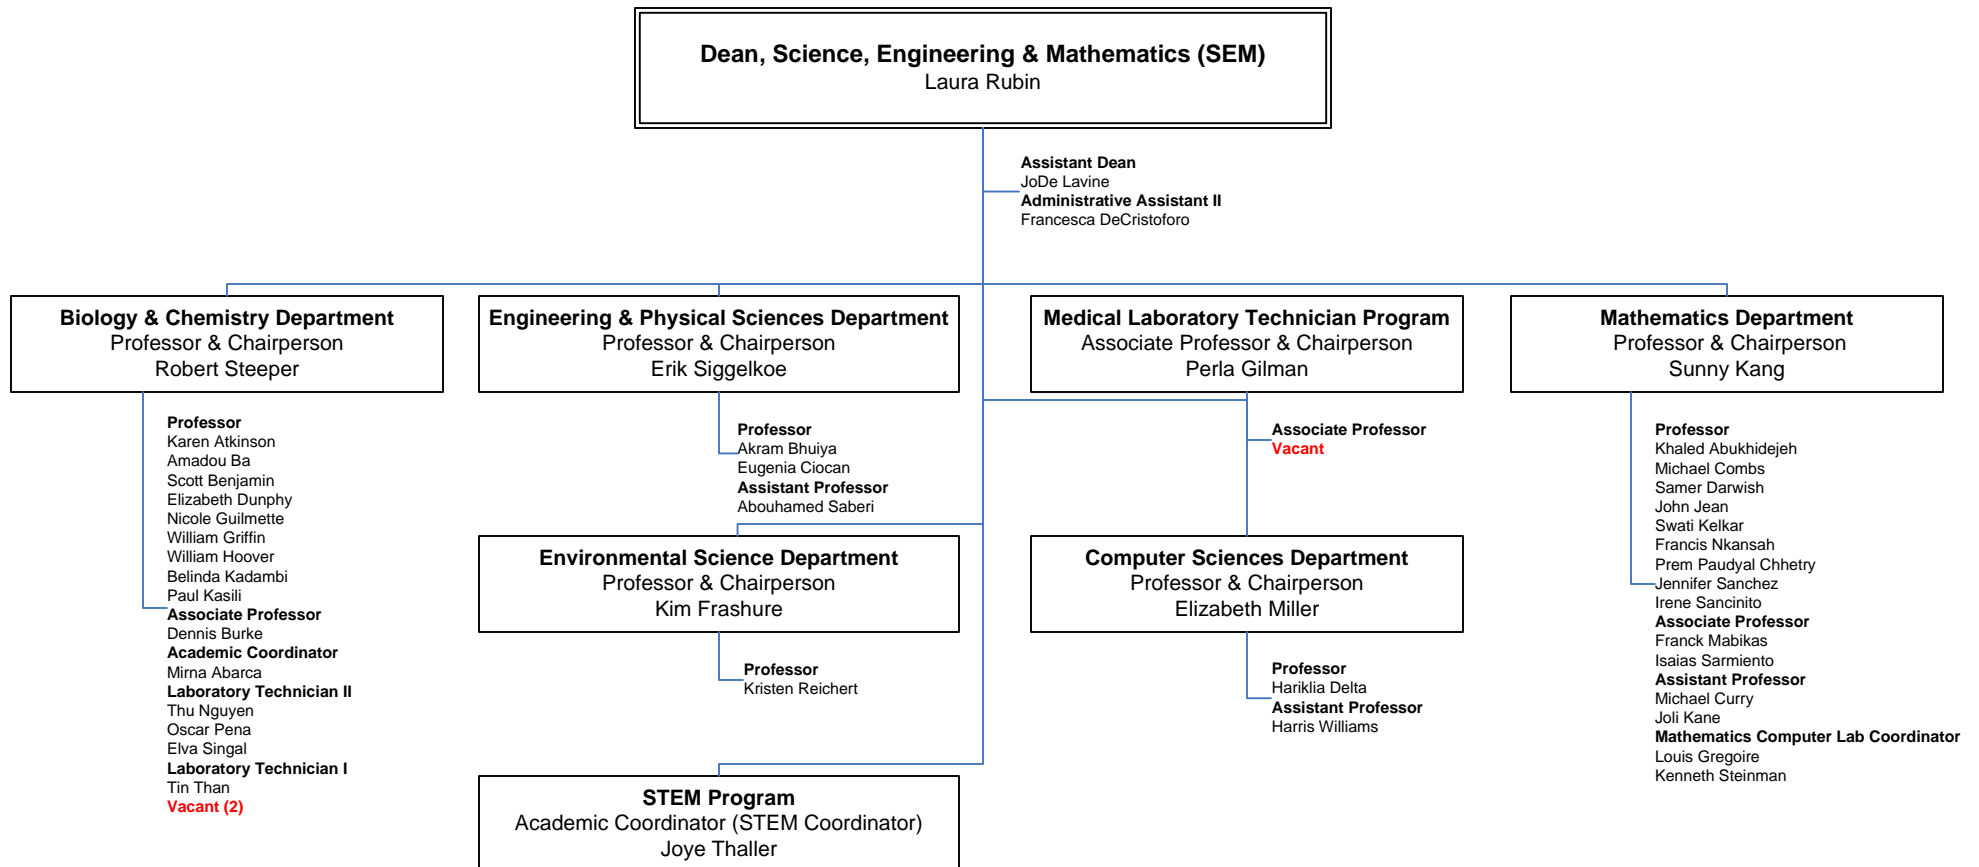 Dean, Science, Engineering & Mathematics (SEM)
Laura Rubin
Assistant Dean
JoDe Lavine
Administrative Assistant II
Francesca DeCristoforo
Biology & Chemistry Department
Professor & Chairperson
Robert Steeper
Professor
Karen Atkinson
Amadou Ba
Scott Benjamin
Elizabeth Dunphy
Nicole Guilmette
William Griffin
William Hoover
Belinda Kadambi
Paul Kasili
Associate Professor
Dennis Burke
Academic Coordinator
Mirna Abarca
Laboratory Technician II
Thu Nguyen
Oscar Pena
Elva Singal
Laboratory Technician I
Tin Than
Vacant (2)
Engineering & Physical Sciences Department
Professor & Chairperson
Erik Siggelkoe
Professor
Akram Bhuiya
Eugenia Ciocan
Assistant Professor
Abouhamed Saberi
Environmental Science Department
Professor & Chairperson
Kim Frashure
Professor
Kristen Reichert
STEM Program
Academic Coordinator (STEM Coordinator)
Joye Thaller
Medical Laboratory Technician Program
Associate Professor & Chairperson
Perla Gilman
Associate Professor
Vacant
Computer Sciences Department
Professor & Chairperson
Elizabeth Miller
Professor
Hariklia Delta
Assistant Professor
Harris Williams
Mathematics Department
Professor & Chairperson
Sunny Kang
Professor
Khaled Abukhidejeh
Michael Combs
Samer Darwish
John Jean
Swati Kelkar
Francis Nkansah
Prem Paudyal Chhetry
Jennifer Sanchez
Irene Sancinito
Associate Professor
Franck Mabikas
Isaias Sarmiento
Assistant Professor
Michael Curry
Joli Kane
Mathematics Computer Lab Coordinator
Louis Gregoire
Kenneth Steinman